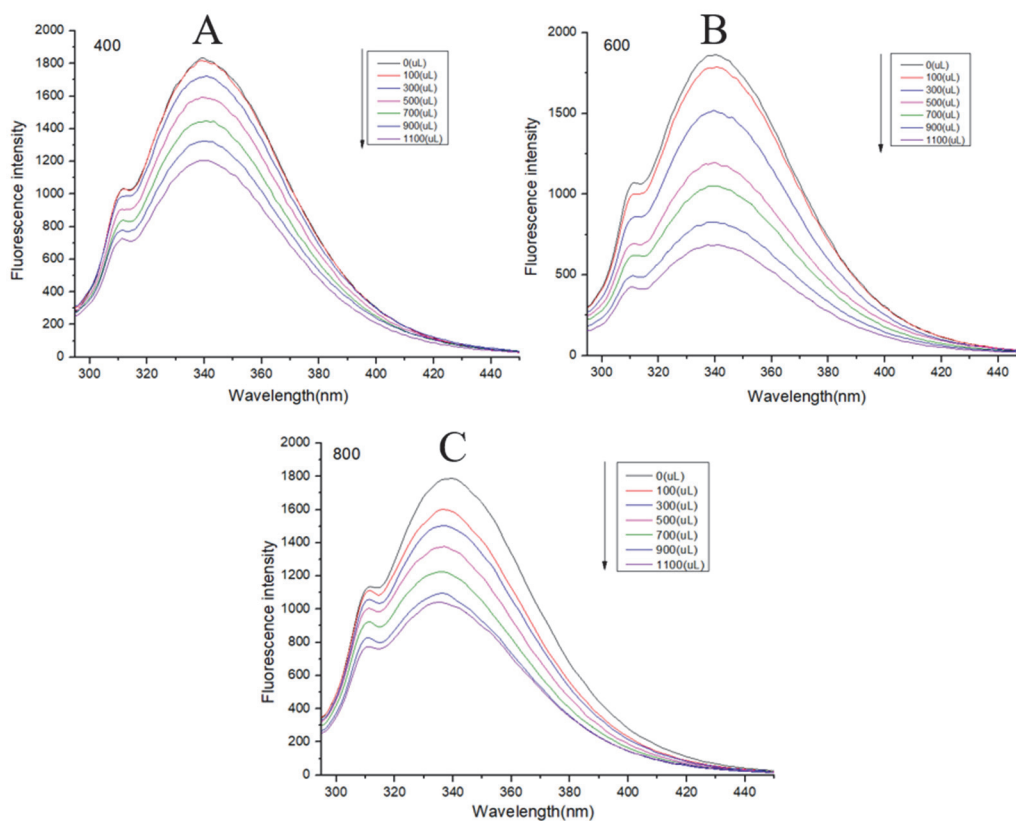 A
400
2000
1800
1600
1400
1200
1000
800
600
400
200
0
Fluorescence intensity
300 320 340 360 380 400 420 440
Wavelength(nm)
0(uL)
100(uL)
300(uL)
500(uL)
700(uL)
900(uL)
1100(uL)
B
600
2000
1500
1000
500
0
Fluorescence intensity
300 320 340 360 380 400 420 440
Wavelength(nm)
0(uL)
100(uL)
300(uL)
500(uL)
700(uL)
900(uL)
1100(uL)
C
800
2000
1800
1600
1400
1200
1000
800
600
400
200
0
Fluorescence intensity
300 320 340 360 380 400 420 440
Wavelength(nm)
0(uL)
100(uL)
300(uL)
500(uL)
700(uL)
900(uL)
1100(uL)